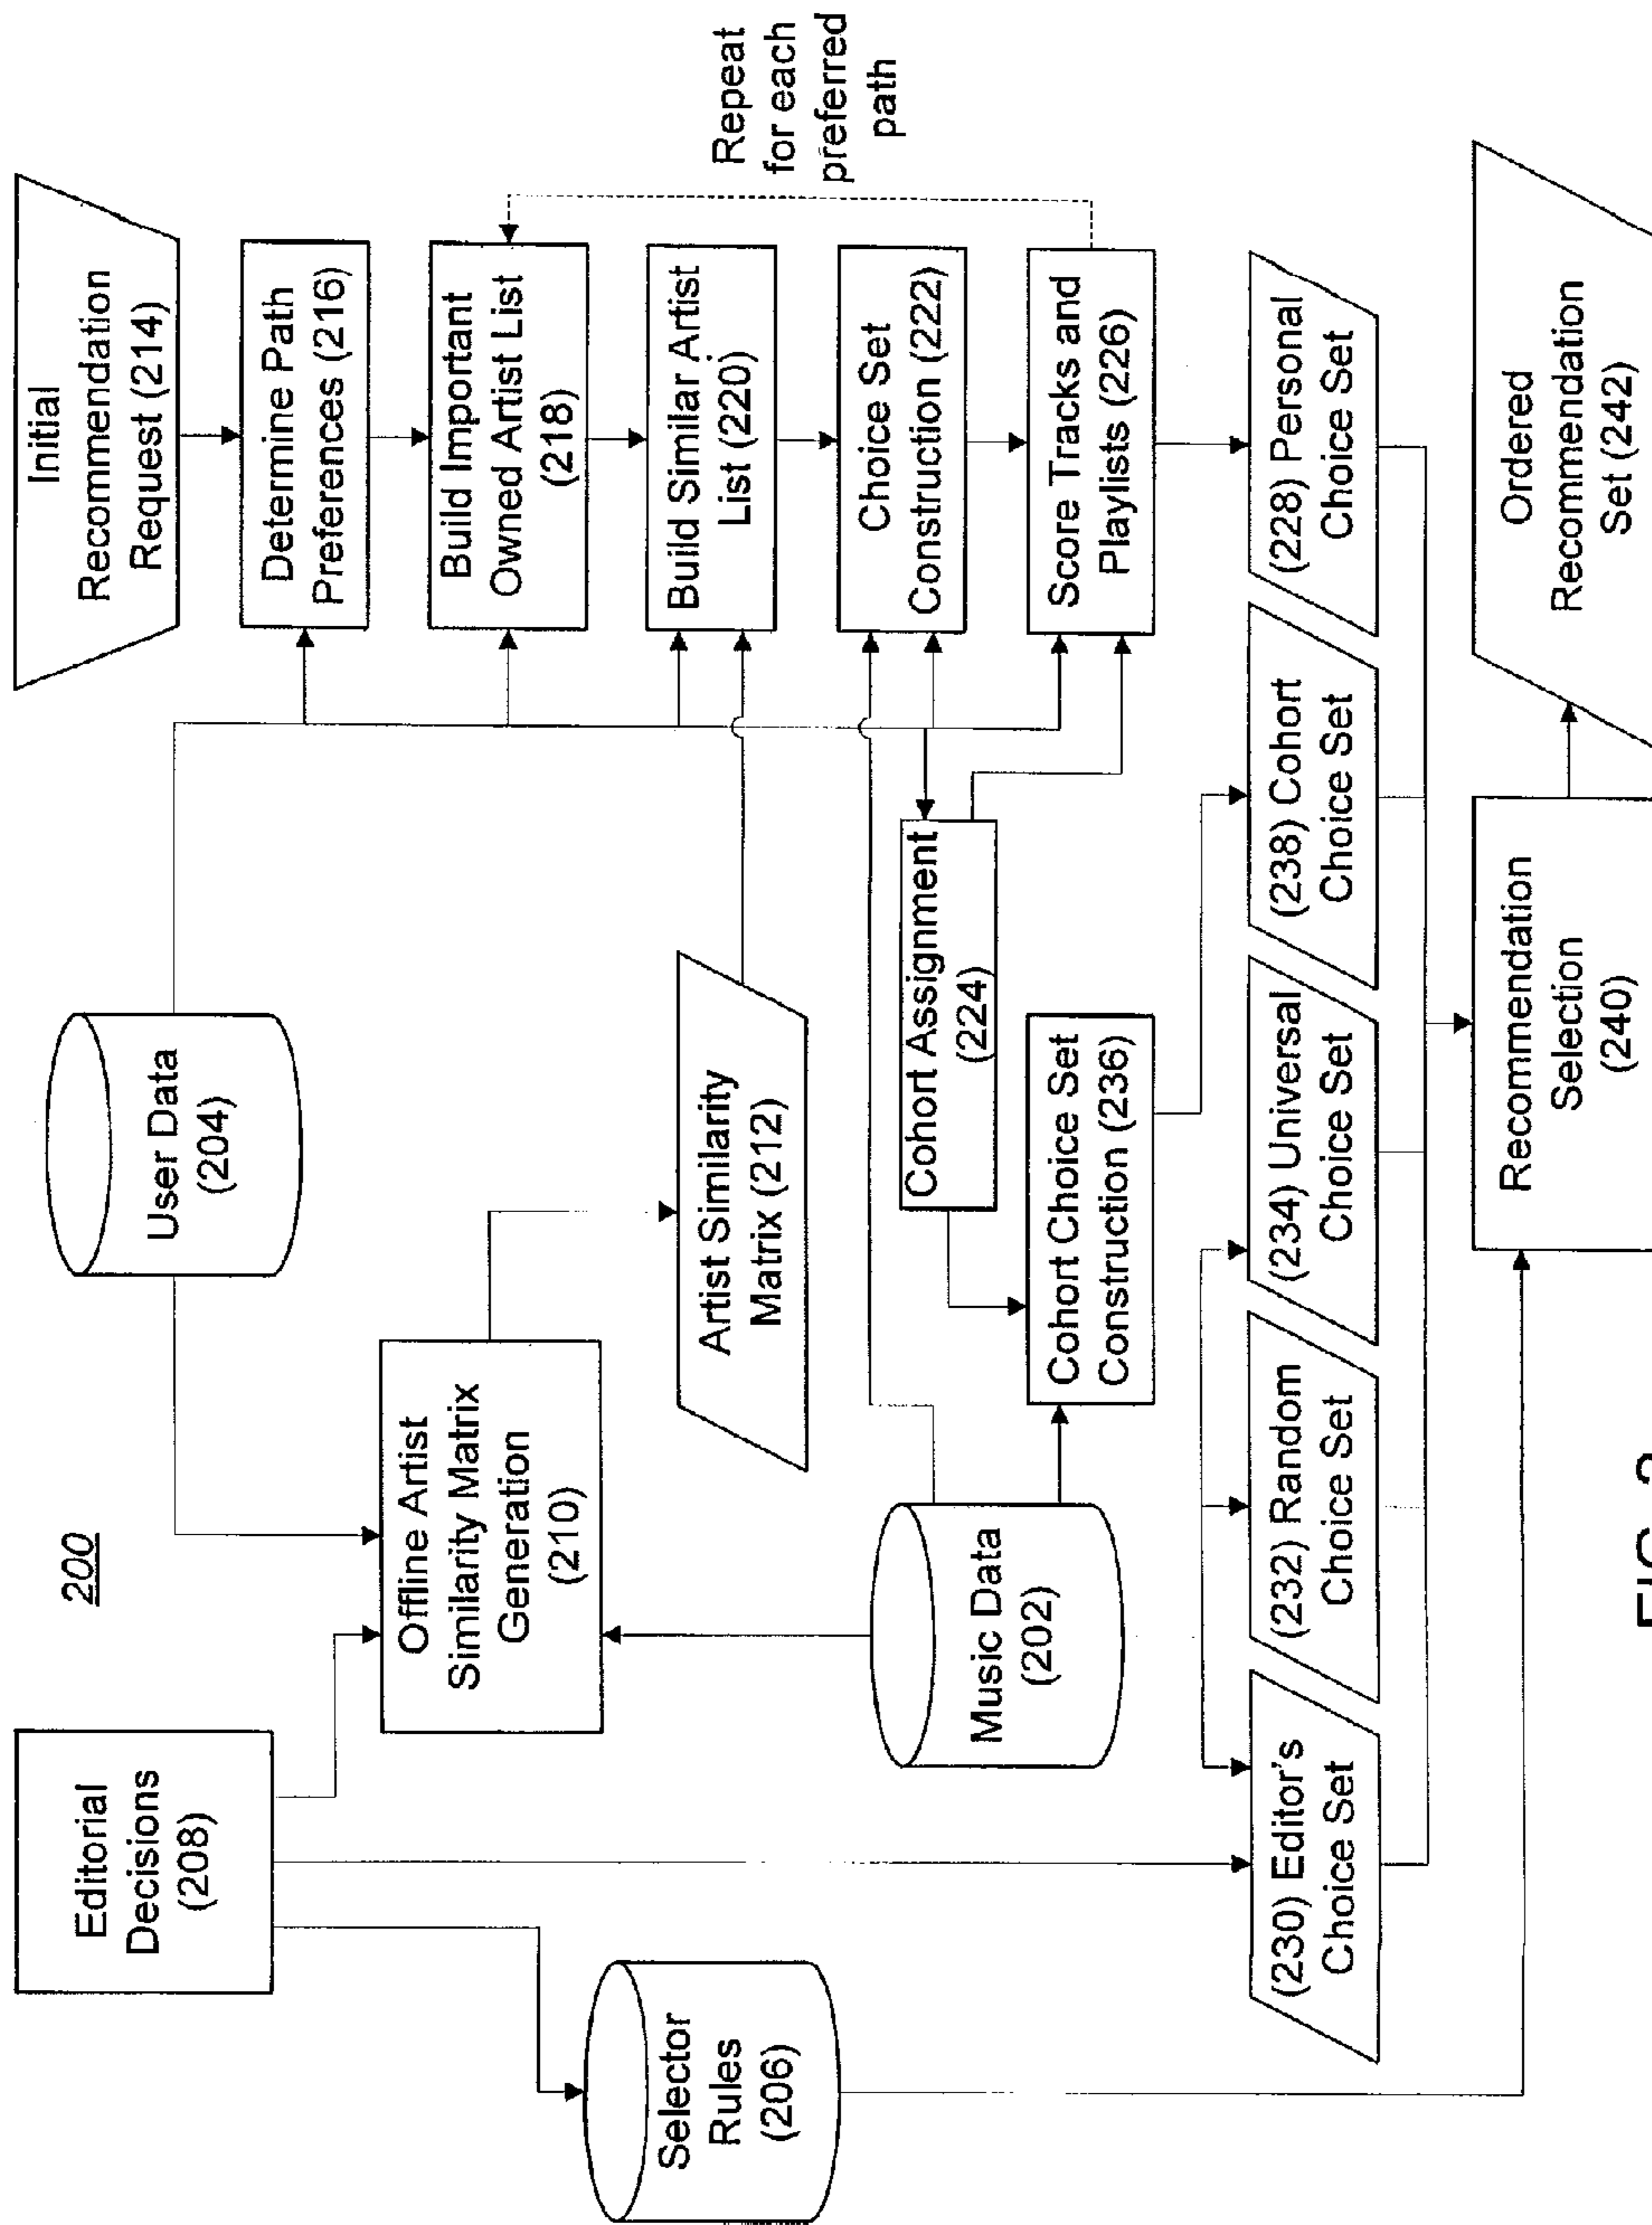 200
Editorial
Decisions
(208)
User Data
(204)
Initial
Recommendation
Request (214)
Selector
Rules
(206)
Offline Artist
Similarity Matrix
Generation
(210)
Determine Path
Preferences (216)
Build Important
Owned Artist List
(218)
Artist Similarity
Matrix (212)
Build Similar Artist
List (220)
Repeat
for each
preferred
path
Music Data
(202)
Cohort Assignment
(224)
Choice Set
Construction (222)
Cohort Choice Set
Construction (236)
Score Tracks and
Playlists (226)
(230) Editor's
Choice Set
(232) Random
Choice Set
(234) Universal
Choice Set
(238) Cohort
Choice Set
(228) Personal
Choice Set
Recommendation
Selection
(240)
Ordered
Recommendation
Set (242)